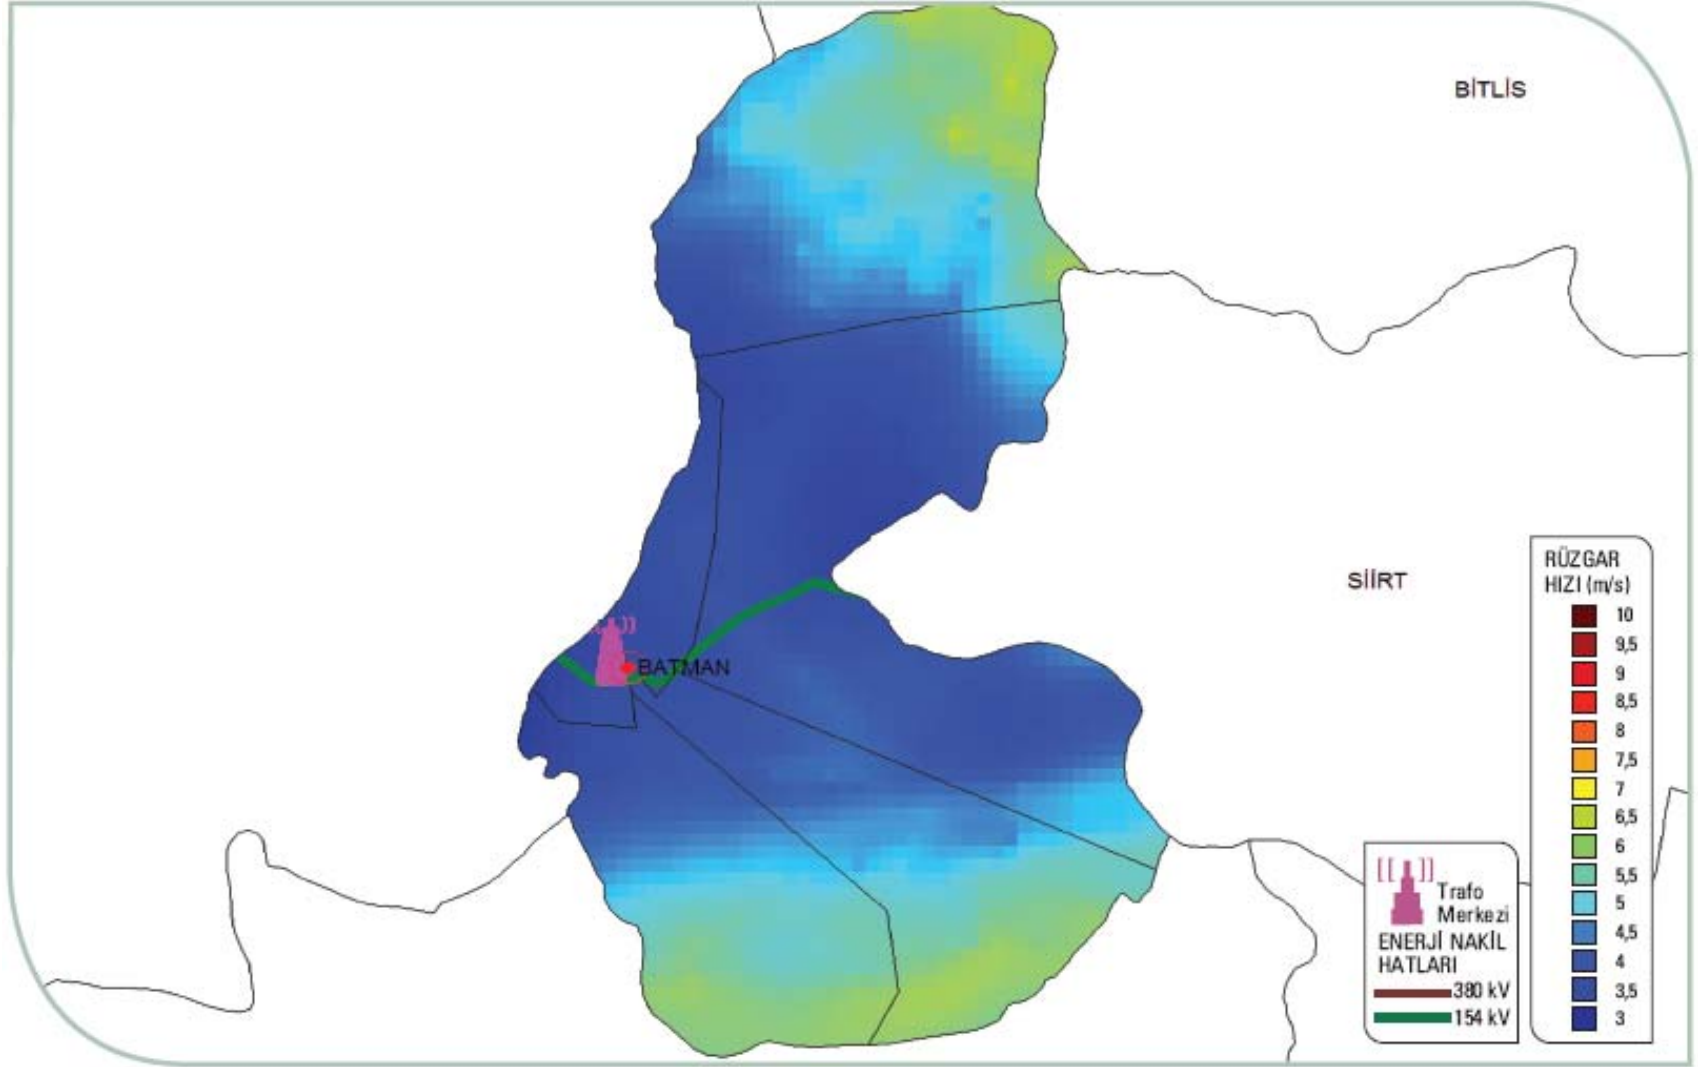 BİTLİS
SİİRT
BATMAN
RÜZGAR
HIZI (m/s)
10
9,5
9
8,5
8
7,5
7
6,5
6
5,5
5
4,5
4
3,5
3
Trafo
Merkezi
ENERJİ NAKİL
HATLARI
380 kV
154 kV